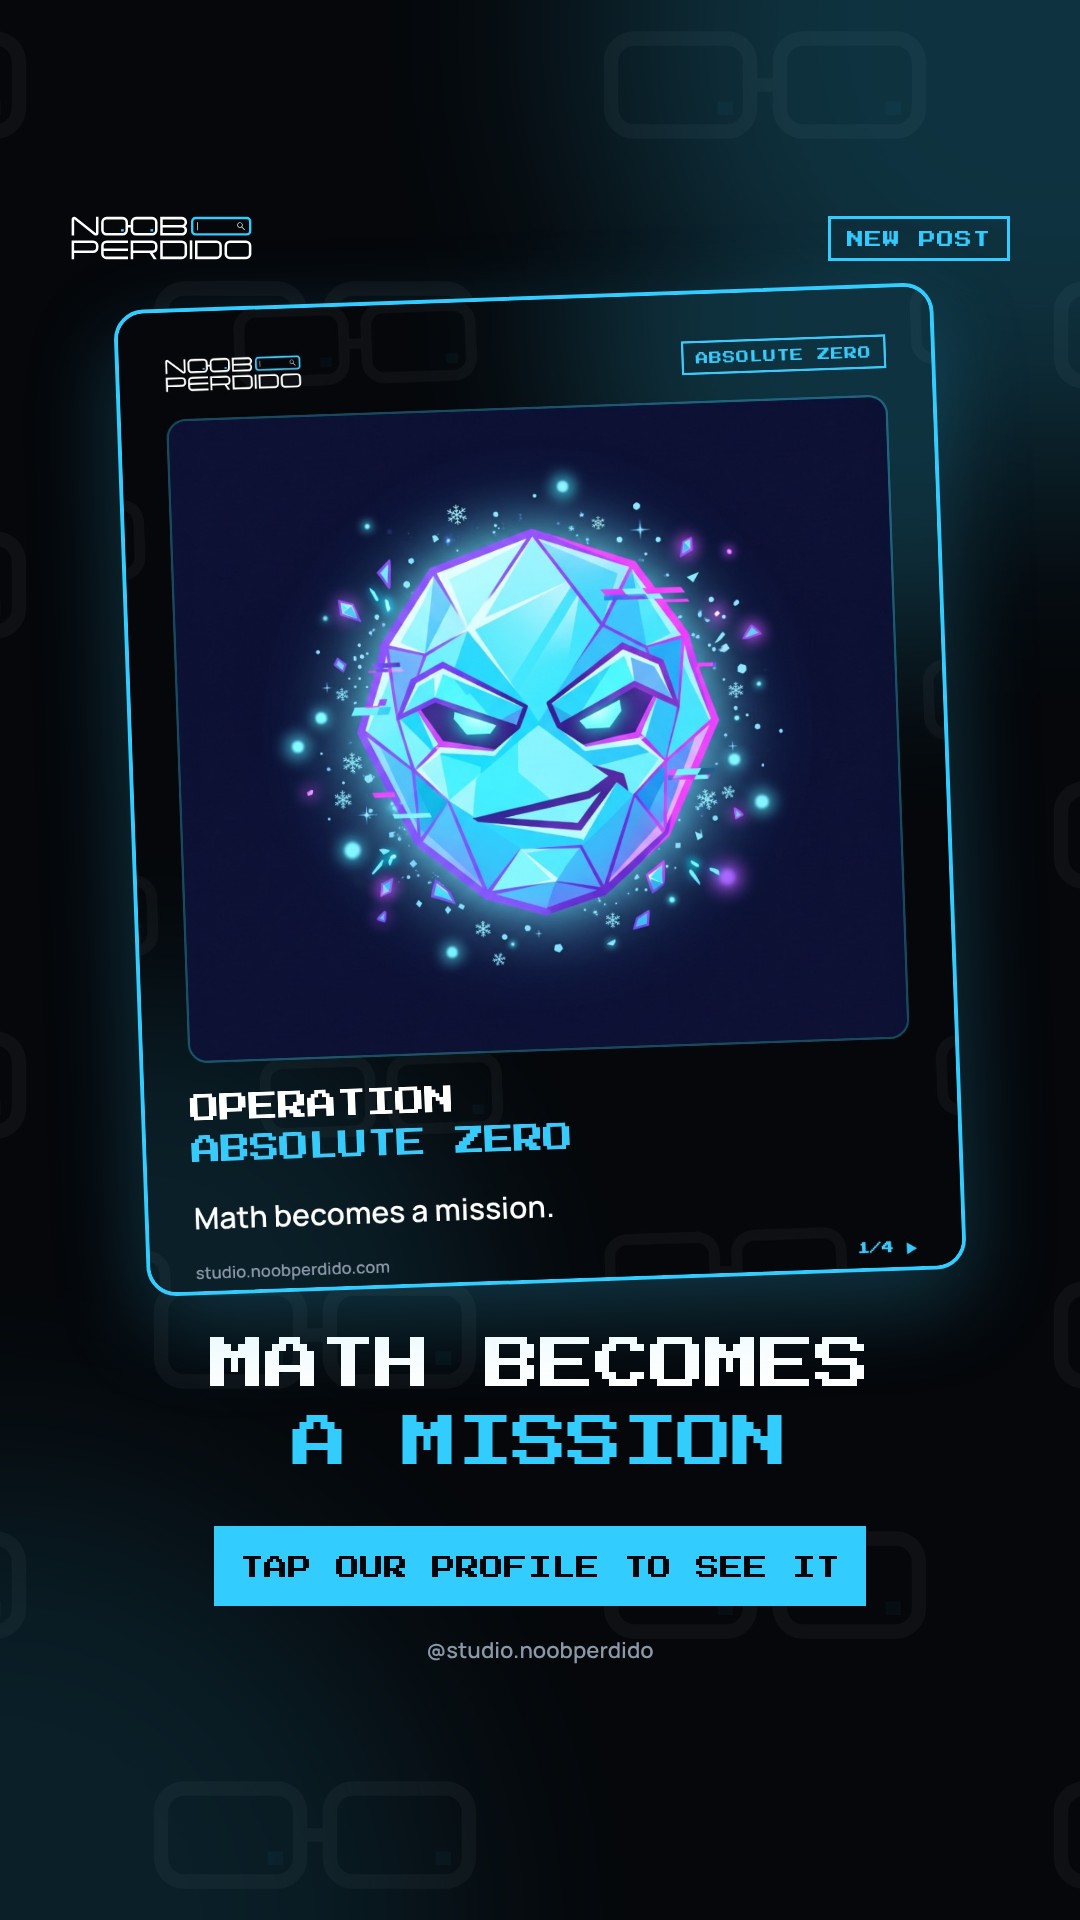 NOOB
PERDIDO
NEW POST
NOOB
PERDIDO
ABSOLUTE ZERO
OPERATION
ABSOLUTE ZERO
Math becomes a mission.
studio.noobperdido.com
1/4
MATH BECOMES
A MISSION
TAP OUR PROFILE TO SEE IT
@studio.noobperdido